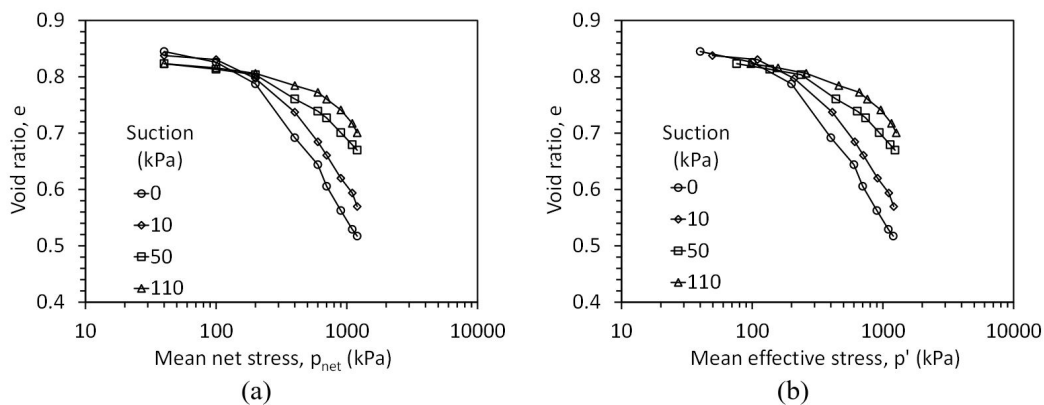 0.9
0.8
0.7
0.6
0.5
0.4
Void ratio, e
Suction
(kPa)
0
10
50
110
10
100
1000
10000
Mean net stress, pnet (kPa)
(a)
0.9
0.8
0.7
0.6
0.5
0.4
Void ratio, e
Suction
(kPa)
0
10
50
110
10
100
1000
10000
Mean effective stress, p' (kPa)
(b)